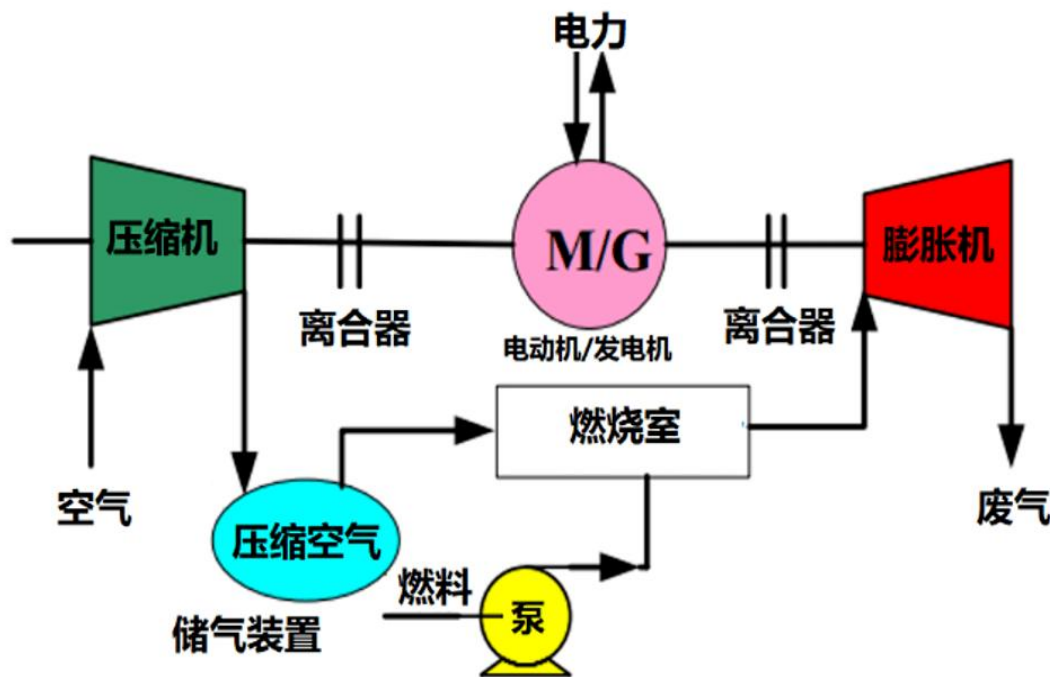 电力
压缩机
M/G
膨胀机
离合器
电动机/发电机
离合器
燃烧室
空气
废气
压缩空气
燃料
泵
储气装置